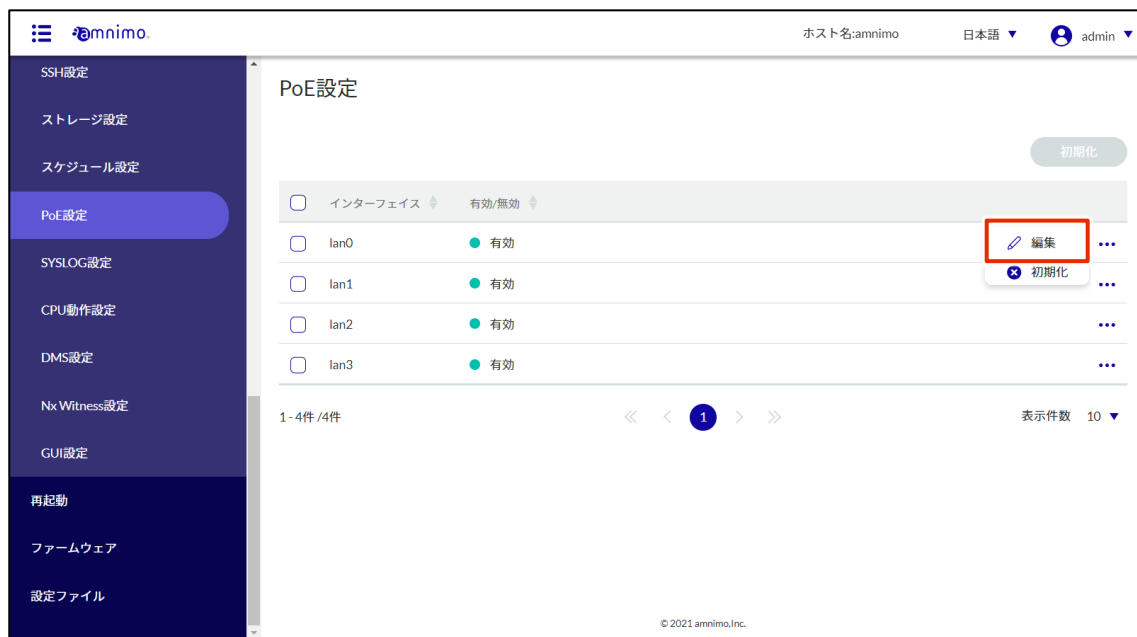 amnimo.
ホスト名:amnimo
日本語
admin
SSH設定
ストレージ設定
スケジュール設定
PoE設定
SYSLOG設定
CPU動作設定
DMS設定
Nx Witness設定
GUI設定
再起動
ファームウェア
設定ファイル
PoE設定
初期化
インターフェイス 有効/無効
lan0 有効 編集
初期化
lan1 有効
lan2 有効
lan3 有効
1 - 4件 /4件
1
表示件数 10
© 2021 amnimo,Inc.